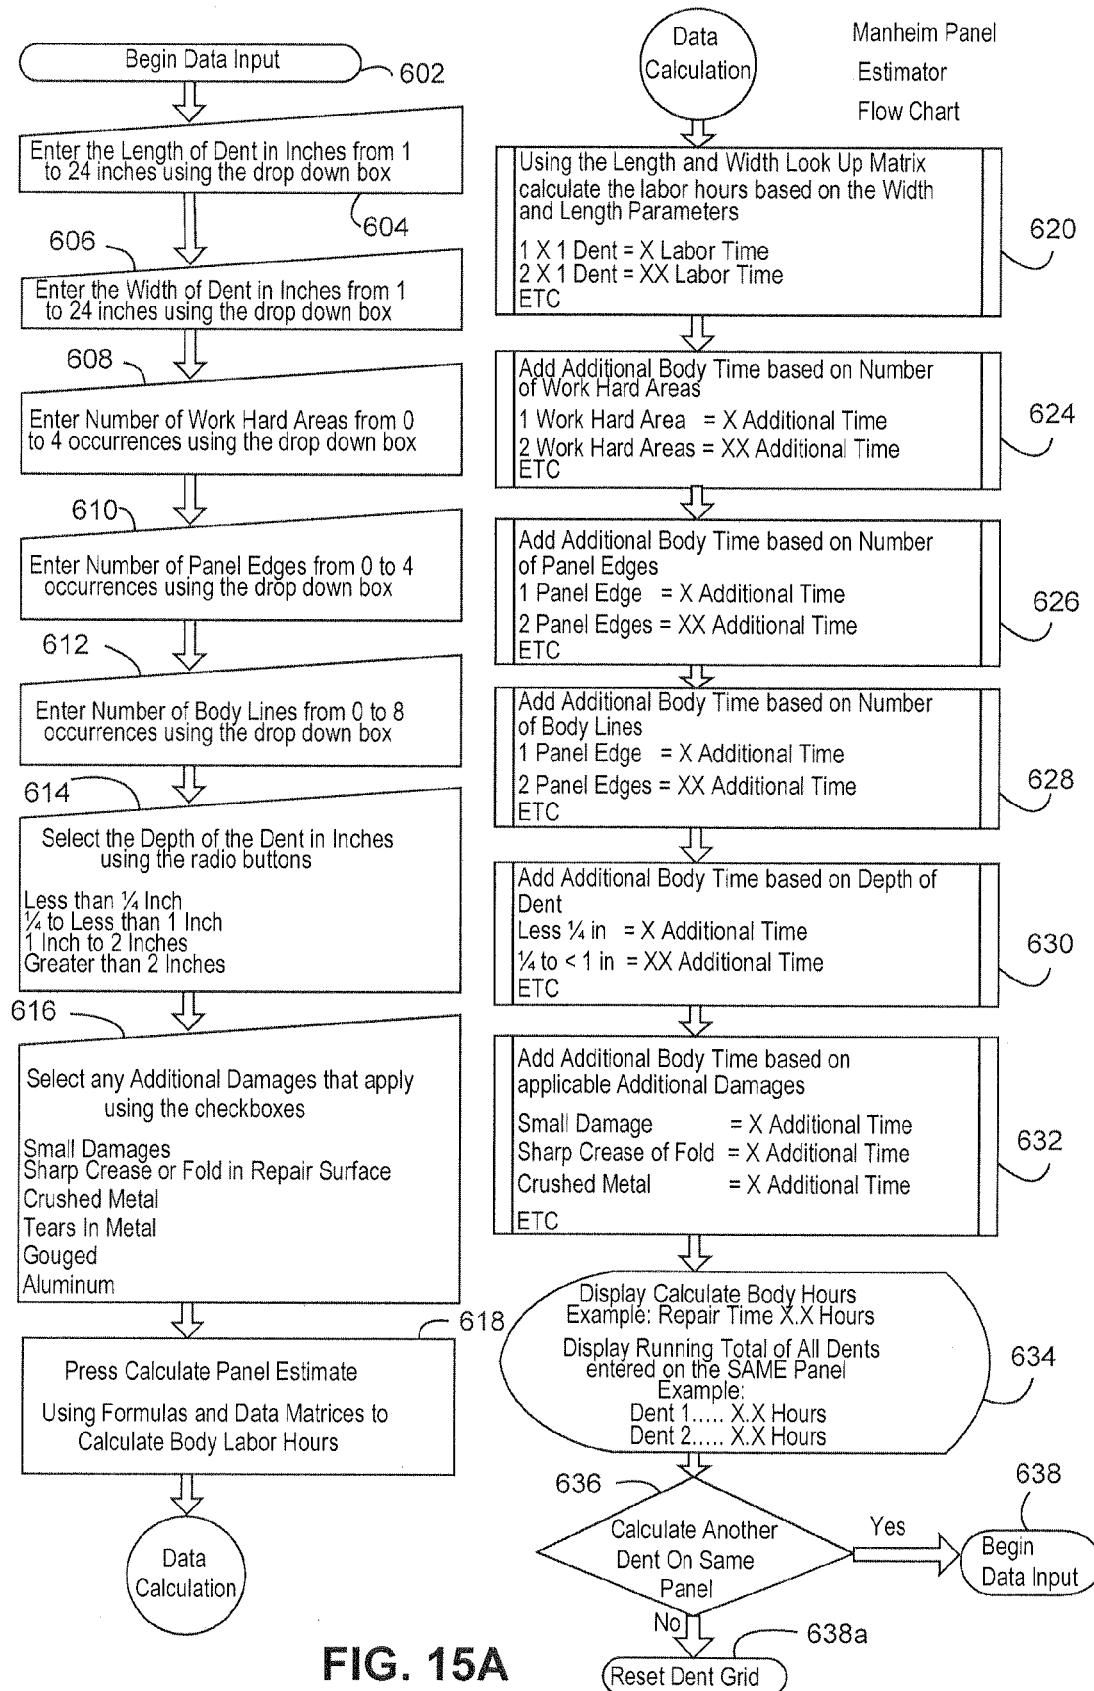 Begin Data Input
602
Enter the Length of Dent in Inches from 1
to 24 inches using the drop down box
604
606
Enter the Width of Dent in Inches from 1
to 24 inches using the drop down box
608
Enter Number of Work Hard Areas from 0
to 4 occurrences using the drop down box
610
Enter Number of Panel Edges from 0 to 4
occurrences using the drop down box
612
Enter Number of Body Lines from 0 to 8
occurrences using the drop down box
614
Select the Depth of the Dent in Inches
using the radio buttons
Less than ¼ Inch
¼ to Less than 1 Inch
1 Inch to 2 Inches
Greater than 2 Inches
616
Select any Additional Damages that apply
using the checkboxes
Small Damages
Sharp Crease or Fold in Repair Surface
Crushed Metal
Tears In Metal
Gouged
Aluminum
618
Press Calculate Panel Estimate
Using Formulas and Data Matrices to
Calculate Body Labor Hours
Data
Calculation
Data
Calculation
Manheim Panel
Estimator
Flow Chart
Using the Length and Width Look Up Matrix
calculate the labor hours based on the Width
and Length Parameters
1 X 1 Dent = X Labor Time
2 X 1 Dent = XX Labor Time
ETC
620
Add Additional Body Time based on Number
of Work Hard Areas
1 Work Hard Area = X Additional Time
2 Work Hard Areas = XX Additional Time
ETC
624
Add Additional Body Time based on Number
of Panel Edges
1 Panel Edge = X Additional Time
2 Panel Edges = XX Additional Time
ETC
626
Add Additional Body Time based on Number
of Body Lines
1 Panel Edge = X Additional Time
2 Panel Edges = XX Additional Time
ETC
628
Add Additional Body Time based on Depth of
Dent
Less ¼ in = X Additional Time
¼ to < 1 in = XX Additional Time
ETC
630
Add Additional Body Time based on
applicable Additional Damages
Small Damage = X Additional Time
Sharp Crease of Fold = X Additional Time
Crushed Metal = X Additional Time
ETC
632
Display Calculate Body Hours
Example: Repair Time X.X Hours
Display Running Total of All Dents
entered on the SAME Panel
Example:
Dent 1..... X.X Hours
Dent 2..... X.X Hours
634
636
Calculate Another
Dent On Same
Panel
Yes
638
Begin
Data Input
No
638a
Reset Dent Grid
FIG. 15A